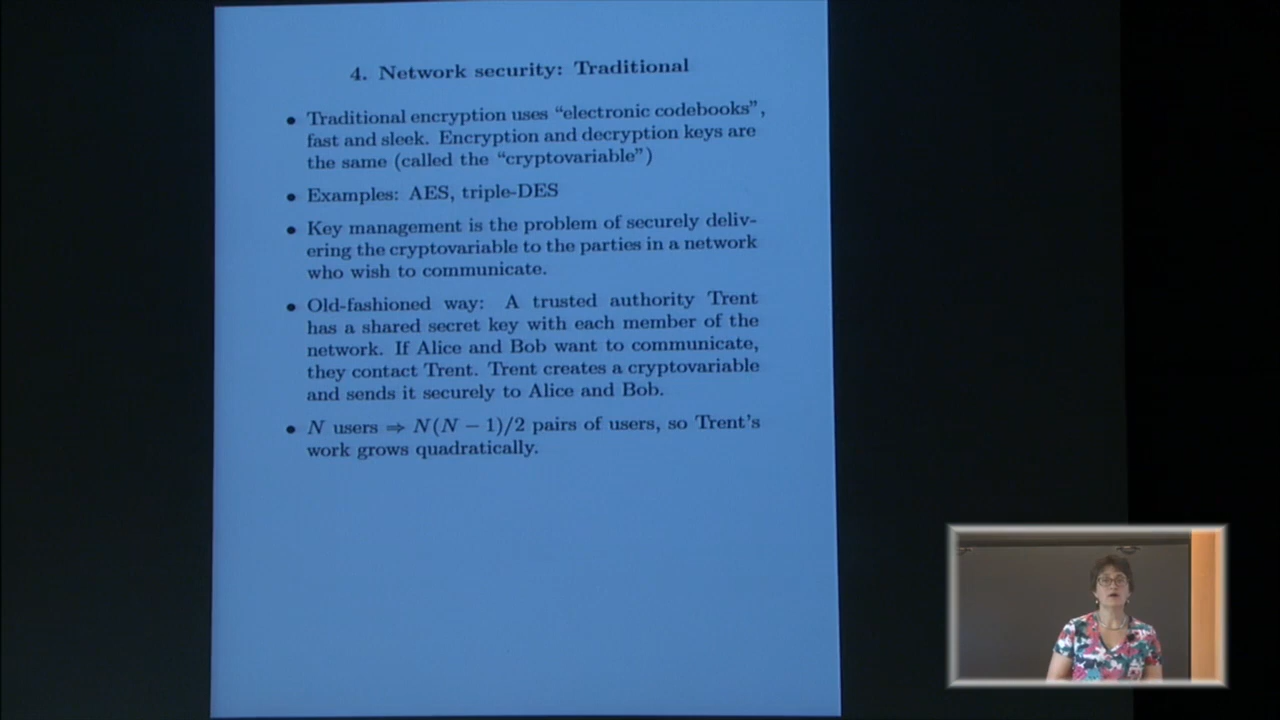 4. Network security: Traditional
• Traditional encryption uses “electronic codebooks”,
fast and sleek. Encryption and decryption keys are
the same (called the “cryptovariable”)
• Examples: AES, triple-DES
• Key management is the problem of securely deliv-
ering the cryptovariable to the parties in a network
who wish to communicate.
• Old-fashioned way: A trusted authority Trent
has a shared secret key with each member of the
network. If Alice and Bob want to communicate,
they contact Trent. Trent creates a cryptovariable
and sends it securely to Alice and Bob.
• N users ⇒ N(N − 1)/2 pairs of users, so Trent’s
work grows quadratically.